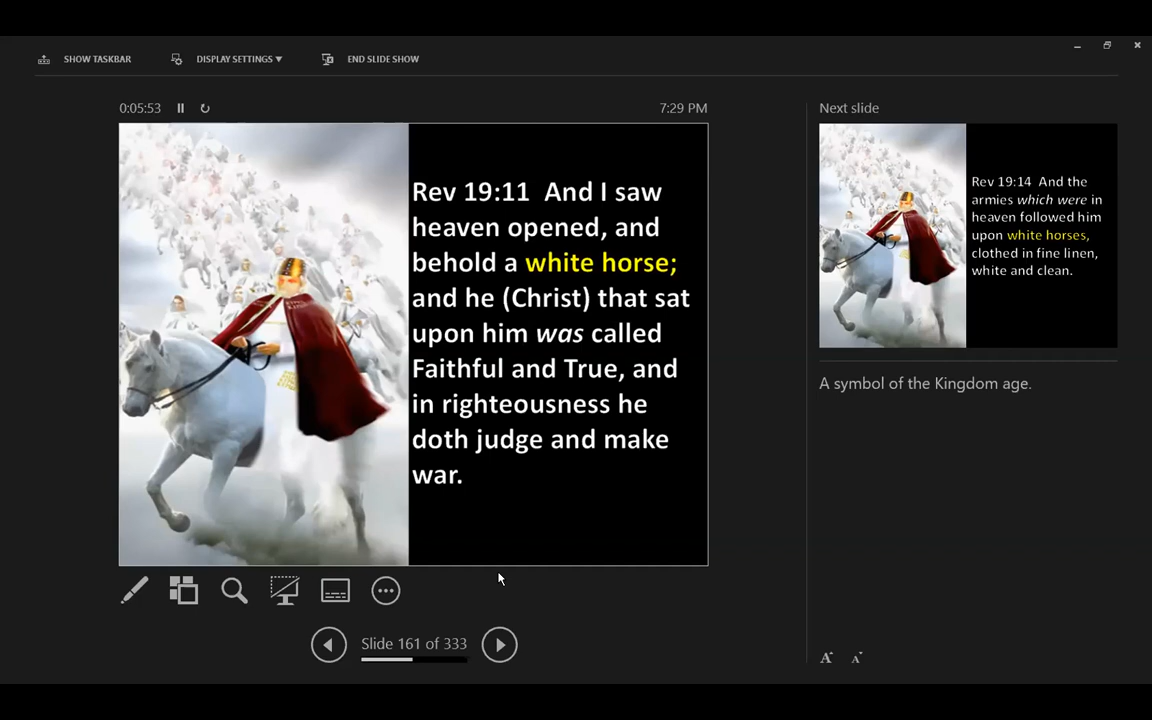 SHOW TASKBAR
DISPLAY SETTINGS ▼
END SLIDE SHOW
0:05:53
7:29 PM
Rev 19:11 And I saw
heaven opened, and
behold a white horse;
and he (Christ) that sat
upon him was called
Faithful and True, and
in righteousness he
doth judge and make
war.
Slide 161 of 333
Next slide
Rev 19:14 And the
armies which were in
heaven followed him
upon white horses,
clothed in fine linen,
white and clean.
A symbol of the Kingdom age.
A A